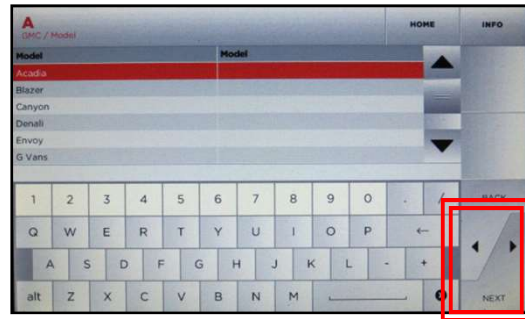 A
GMC / Model
HOME
INFO
Model Model
Acadia
Blazer
Canyon
Denali
Envoy
G Vans
1 2 3 4 5 6 7 8 9 0 . /
BACK
Q W E R T Y U I O P ←
A S D F G H J K L - +
alt Z X C V B N M
NEXT